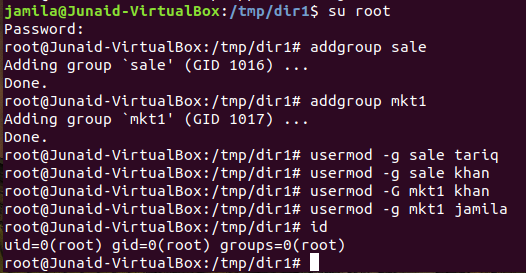 jamila@Junaid-VirtualBox:/tmp/dir1$ su root
Password:
root@Junaid-VirtualBox:/tmp/dir1# addgroup sale
Adding group `sale' (GID 1016) ...
Done.
root@Junaid-VirtualBox:/tmp/dir1# addgroup mkt1
Adding group `mkt1' (GID 1017) ...
Done.
root@Junaid-VirtualBox:/tmp/dir1# usermod -g sale tariq
root@Junaid-VirtualBox:/tmp/dir1# usermod -g sale khan
root@Junaid-VirtualBox:/tmp/dir1# usermod -G mkt1 khan
root@Junaid-VirtualBox:/tmp/dir1# usermod -g mkt1 jamila
root@Junaid-VirtualBox:/tmp/dir1# id
uid=0(root) gid=0(root) groups=0(root)
root@Junaid-VirtualBox:/tmp/dir1#